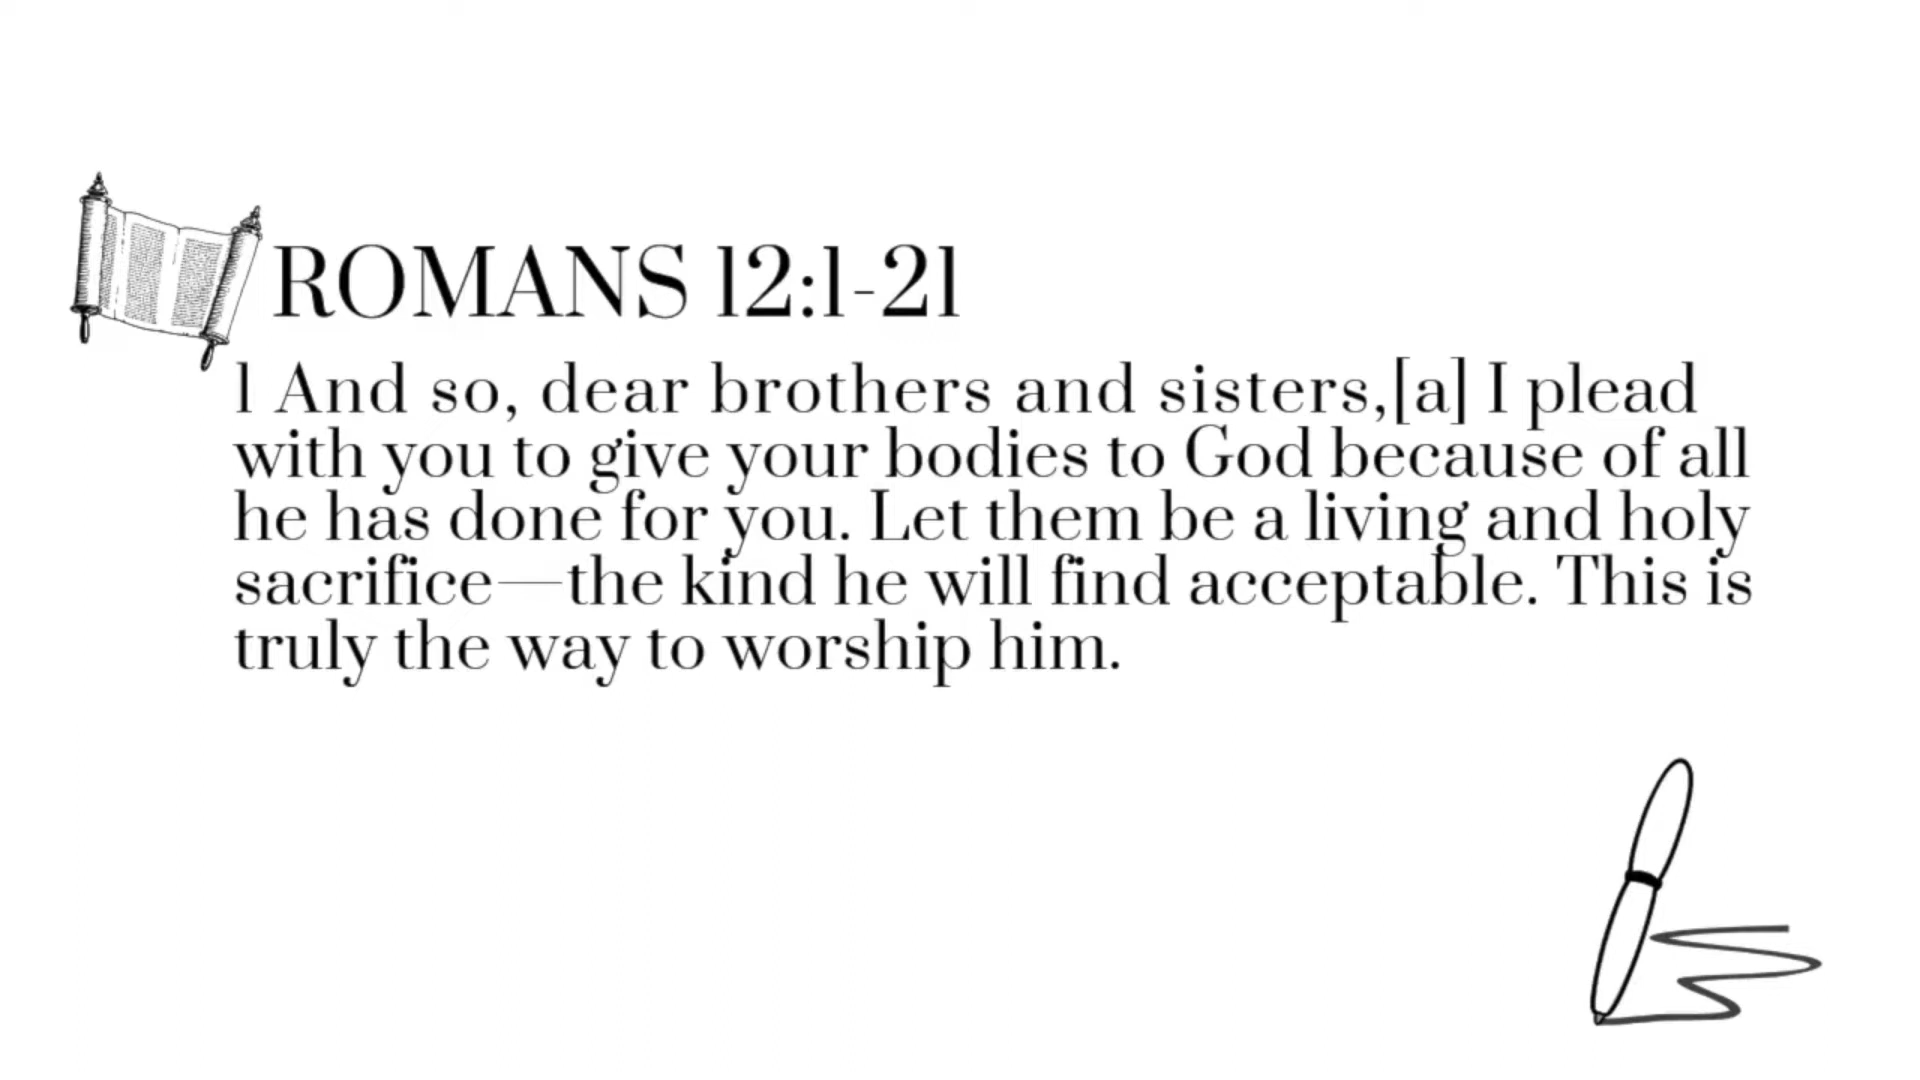 ROMANS 12:1-21
1 And so, dear brothers and sisters,[a] I plead
with you to give your bodies to God because of all
he has done for you. Let them be a living and holy
sacrifice—the kind he will find acceptable. This is
truly the way to worship him.